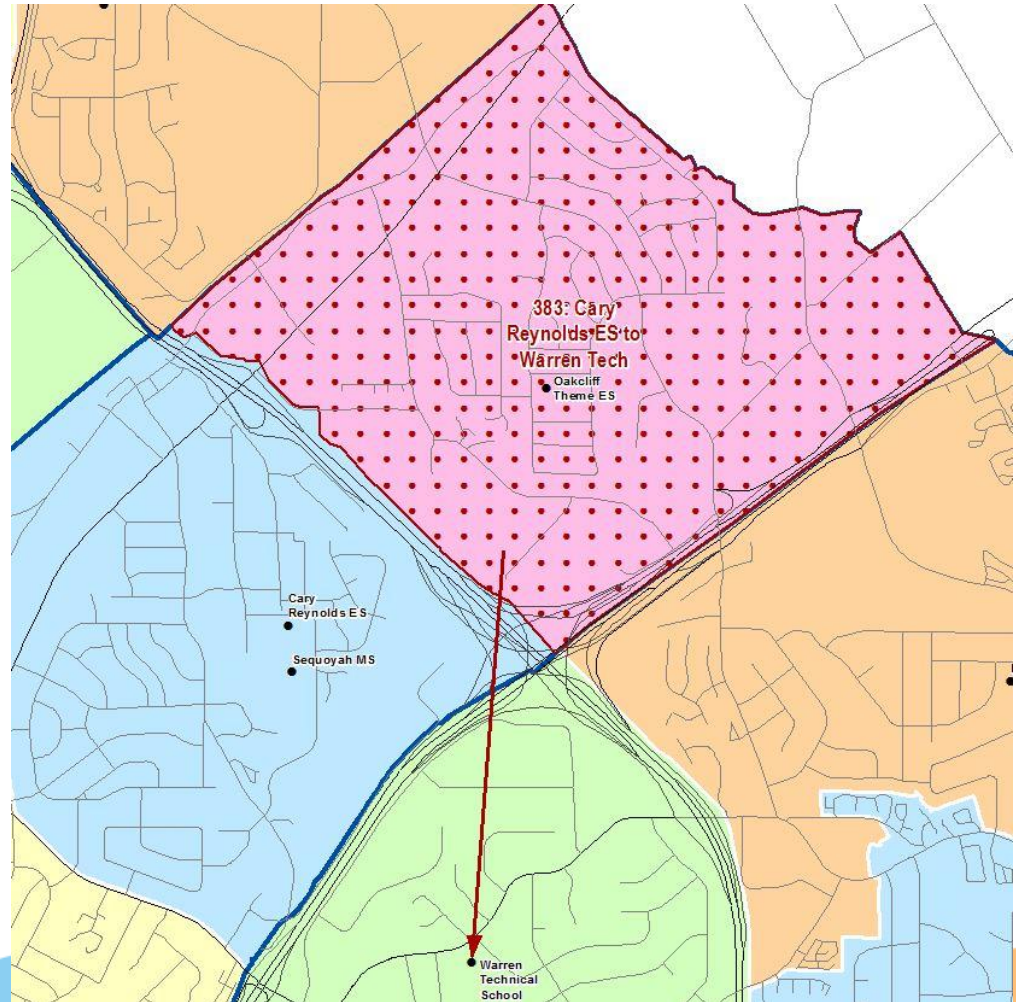 383: Cary
Reynolds ES to
Warren Tech
Oakcliff
Theme ES
Cary
Reynolds ES
Sequoyah MS
Warren
Technical
School